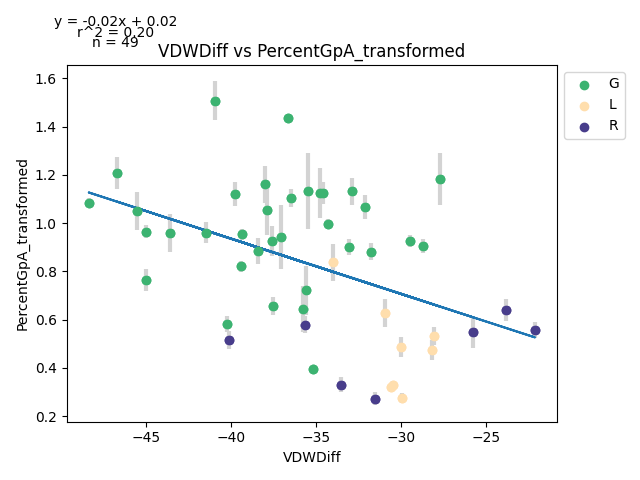 y = -0.02x + 0.02
r^2 = 0.20
n = 49
VDWDiff vs PercentGpA_transformed
G
L
R
1.6
1.4
1.2
1.0
0.8
0.6
0.4
0.2
PercentGpA_transformed
−45
−40
−35
−30
−25
VDWDiff